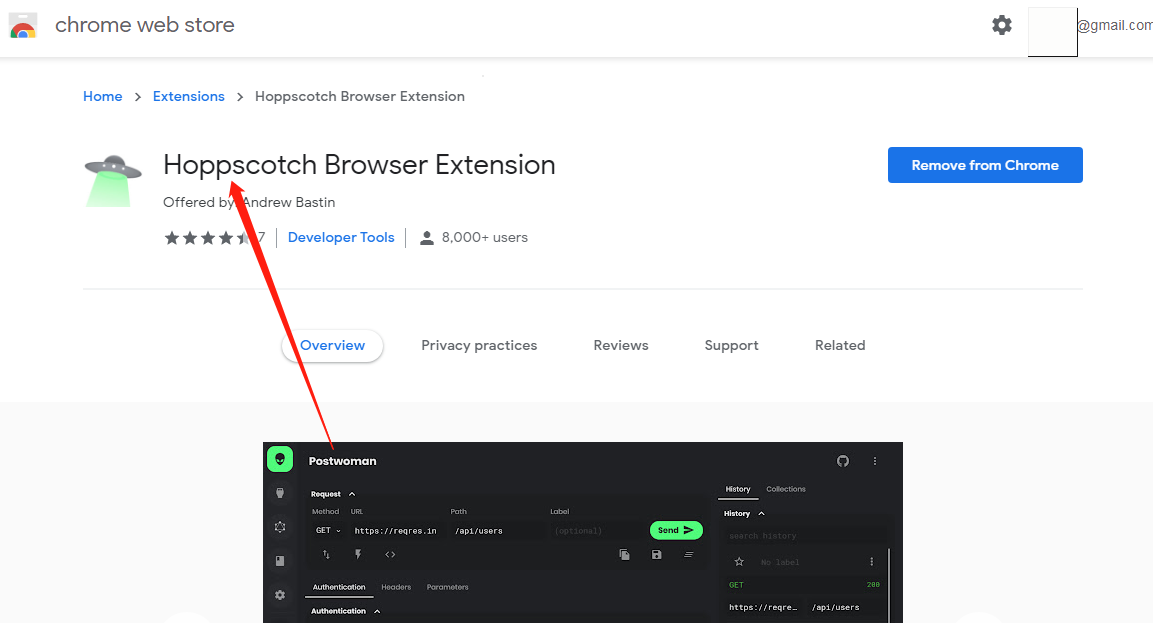 chrome web store
@gmail.com
Home > Extensions > Hoppscotch Browser Extension
Hoppscotch Browser Extension
Remove from Chrome
Offered by Andrew Bastin
7 Developer Tools 8,000+ users
Overview Privacy practices Reviews Support Related
Postwoman
History Collections
Request
Method URL Path Label
History
GET https://reqres.in /api/users (optional) Send
search history
No label
Authentication Headers Parameters
GET 200
Authentication
https://reqre… /api/users